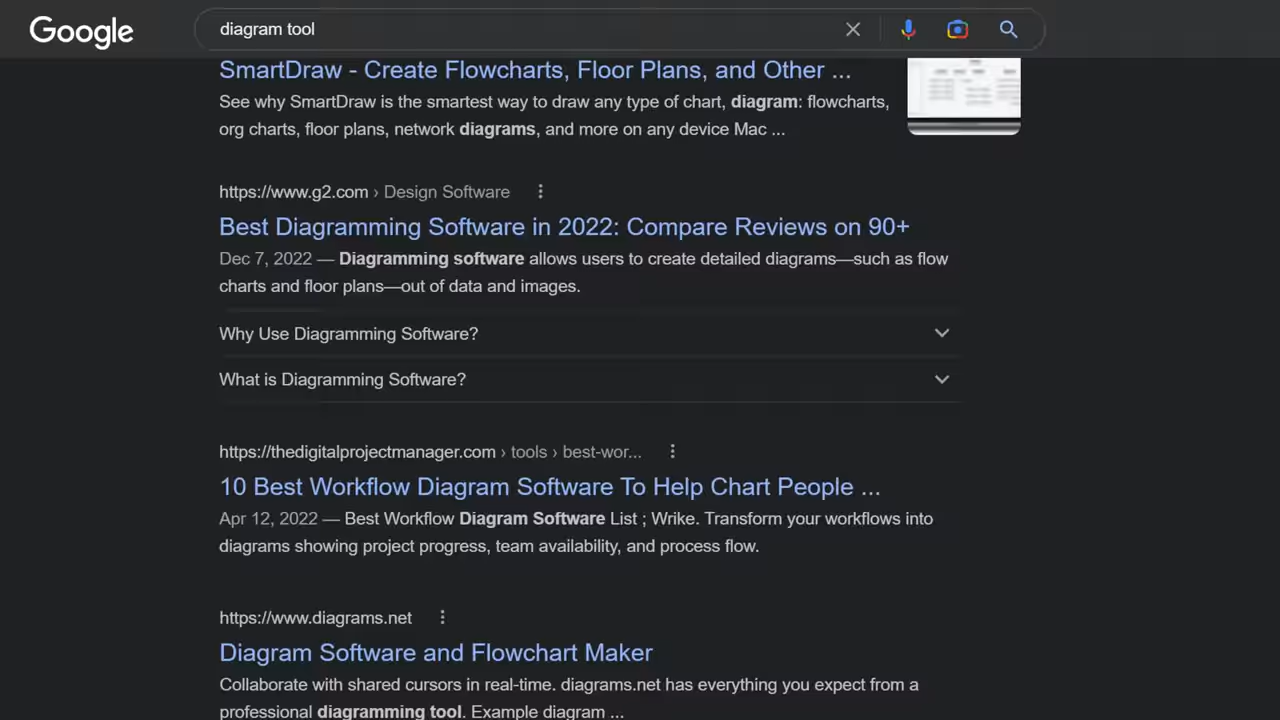 Google
diagram tool
SmartDraw - Create Flowcharts, Floor Plans, and Other ...
See why SmartDraw is the smartest way to draw any type of chart, diagram: flowcharts,
org charts, floor plans, network diagrams, and more on any device Mac ...
https://www.g2.com › Design Software
Best Diagramming Software in 2022: Compare Reviews on 90+
Dec 7, 2022 — Diagramming software allows users to create detailed diagrams—such as flow
charts and floor plans—out of data and images.
Why Use Diagramming Software?
What is Diagramming Software?
https://thedigitalprojectmanager.com › tools › best-wor...
10 Best Workflow Diagram Software To Help Chart People ...
Apr 12, 2022 — Best Workflow Diagram Software List ; Wrike. Transform your workflows into
diagrams showing project progress, team availability, and process flow.
https://www.diagrams.net
Diagram Software and Flowchart Maker
Collaborate with shared cursors in real-time. diagrams.net has everything you expect from a
professional diagramming tool. Example diagram ...